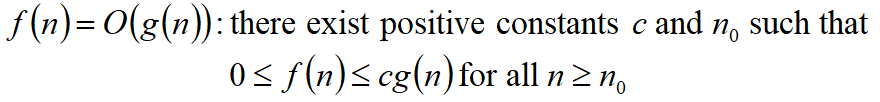 f(n)=O(g(n)): there exist positive constants c and n₀ such that
0 ≤ f(n) ≤ cg(n) for all n ≥ n₀